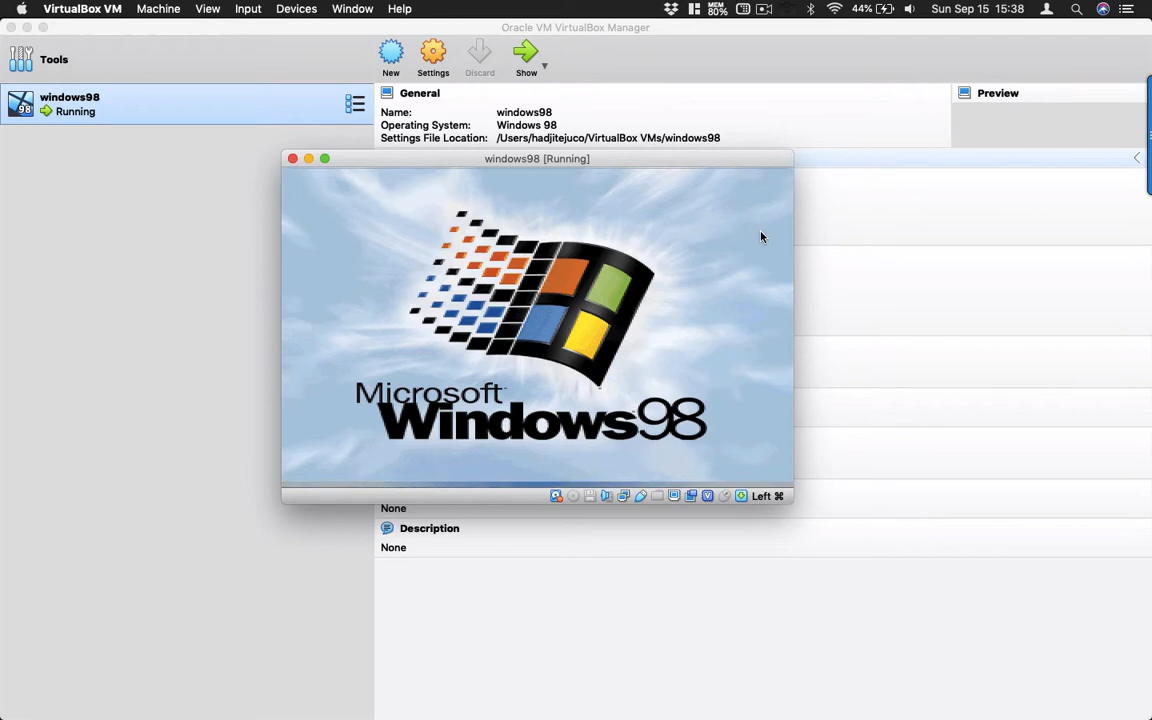 VirtualBox VM Machine View Input Devices Window Help MEM 80% 44% Sun Sep 15 15:38
Oracle VM VirtualBox Manager
Tools
New Settings Discard Show
windows98
Running
98
General
Preview
Name: windows98
Operating System: Windows 98
Settings File Location: /Users/hadjitejuco/VirtualBox VMs/windows98
windows98 [Running]
Microsoft
Windows98
Left ⌘
None
Description
None